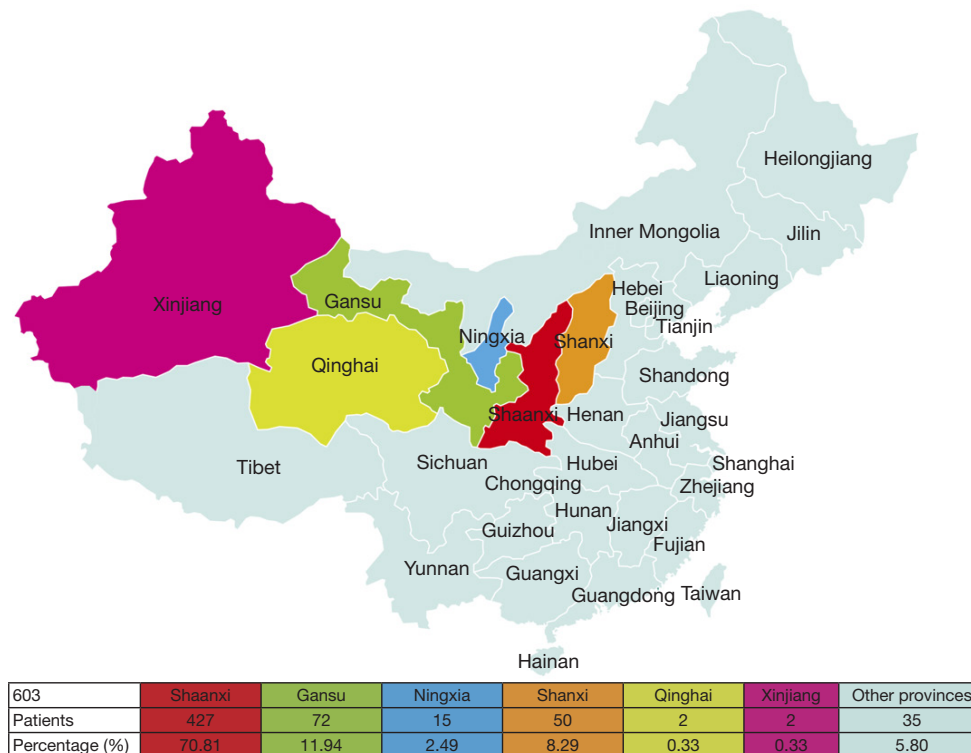 Heilongjiang
Inner Mongolia
Jilin
Liaoning
Hebei
Xinjiang
Gansu
Beijing
Ningxia
Shanxi
Tianjin
Qinghai
Shandong
Shaanxi
Henan
Jiangsu
Anhui
Tibet
Sichuan
Hubei
Shanghai
Chongqing
Zhejiang
Hunan
Guizhou
Jiangxi
Fujian
Yunnan
Guangxi
Guangdong
Taiwan
Hainan
603 Shaanxi Gansu Ningxia Shanxi Qinghai Xinjiang Other provinces
Patients 427 72 15 50 2 2 35
Percentage (%) 70.81 11.94 2.49 8.29 0.33 0.33 5.80